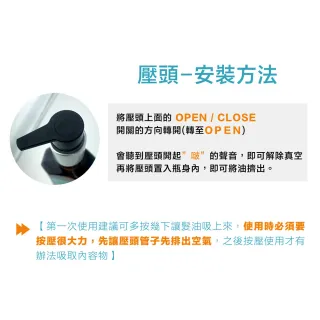 壓頭-安裝方法
將壓頭上面的 OPEN / CLOSE
開關的方向轉開(轉至OPEN)
會聽到壓頭開起"啵"的聲音，即可解除真空
再將壓頭置入瓶身內，即可將油擠出。
【 第一次使用建議可多按幾下讓髮油吸上來，使用時必須要
按壓很大力，先讓壓頭管子先排出空氣，之後按壓使用才有
辦法吸取內容物 】